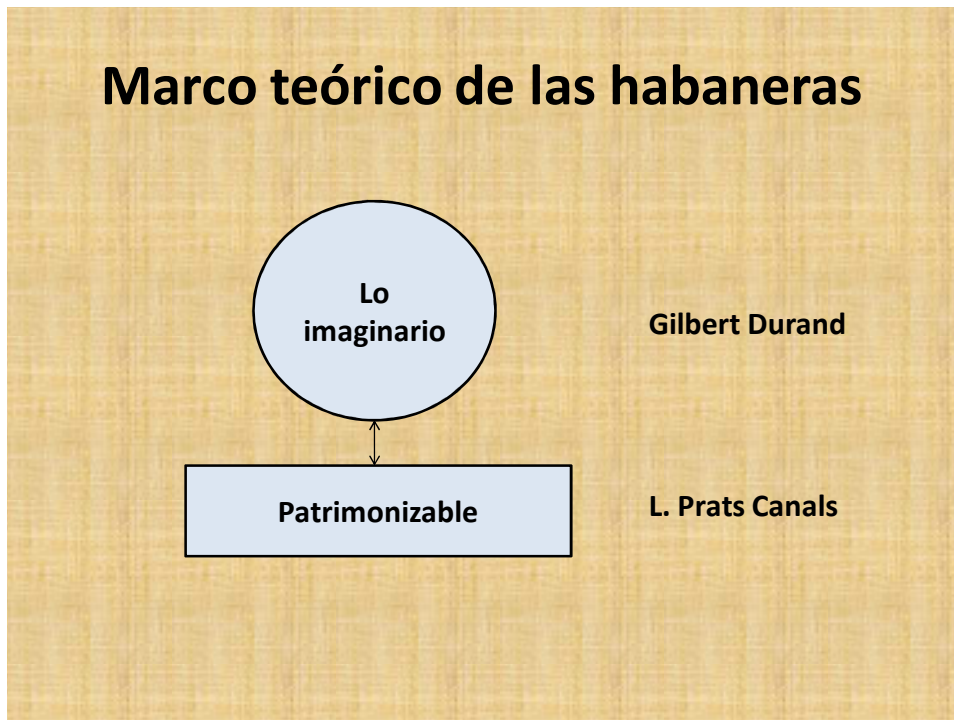 Marco teórico de las habaneras
Lo
imaginario
Gilbert Durand
Patrimonizable
L. Prats Canals